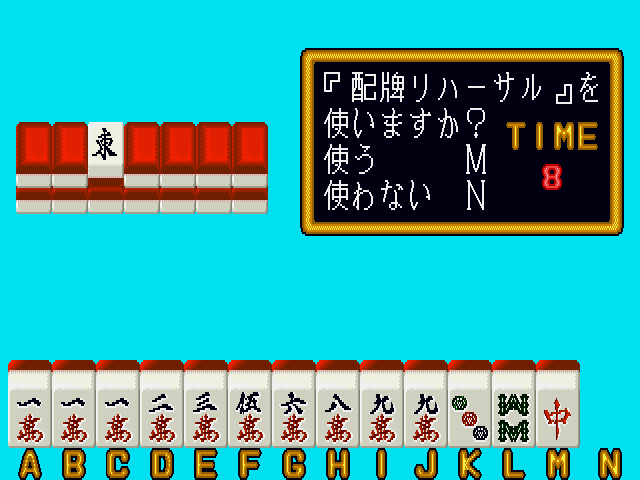 『配牌リハーサル』を
使いますか?
使う M
使わない N
TIME
8
東
一萬 一萬 一萬 二萬 三萬 伍萬 六萬 八萬 九萬 九萬 中
A B C D E F G H I J K L M N